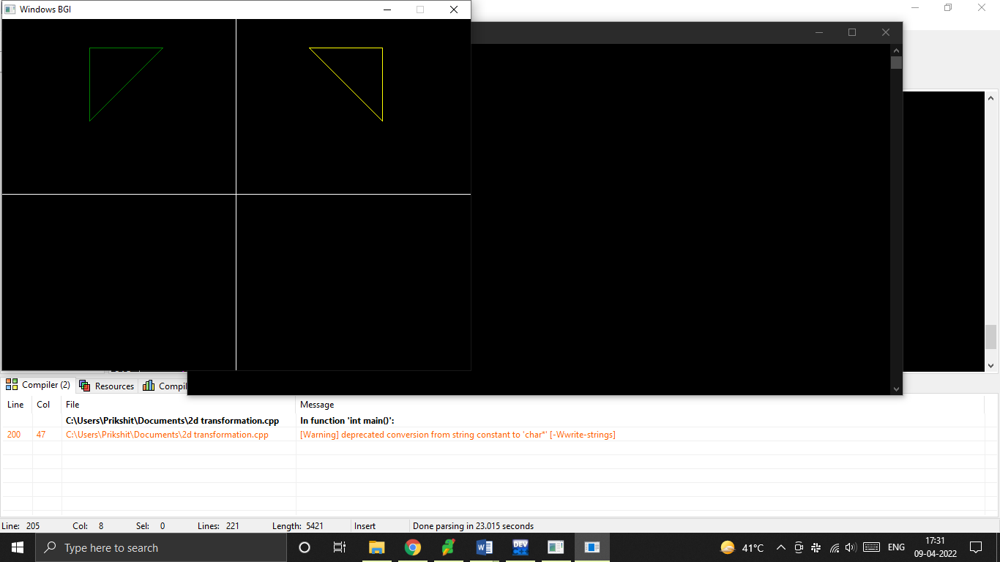 Windows BGI
Compiler (2)
Resources
Compil
Line Col File Message
C:\Users\Prikshit\Documents\2d transformation.cpp In function 'int main()':
200 47 C:\Users\Prikshit\Documents\2d transformation.cpp [Warning] deprecated conversion from string constant to 'char*' [-Wwrite-strings]
Line: 205 Col: 8 Sel: 0 Lines: 221 Length: 5421 Insert Done parsing in 23.015 seconds
Type here to search
DEV
41°C
ENG
17:31
09-04-2022